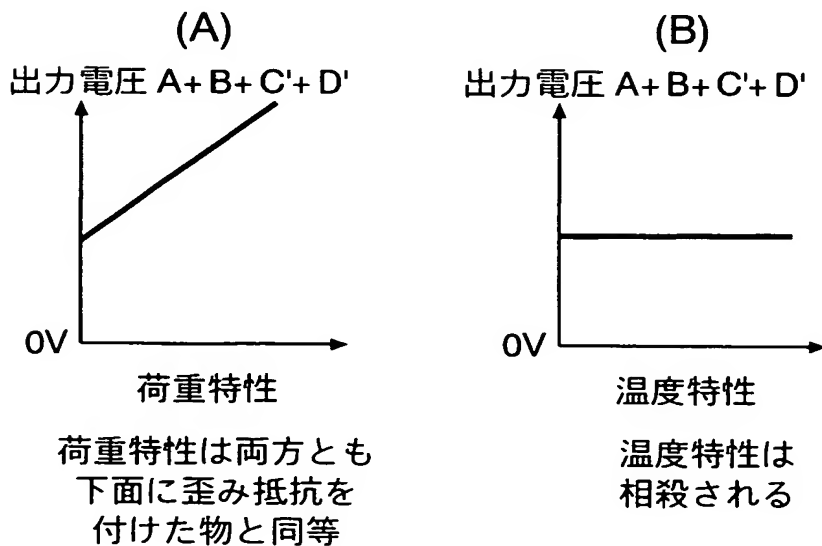 (A)
出力電圧 A+B+C'+D'
0V
荷重特性
荷重特性は両方とも
下面に歪み抵抗を
付けた物と同等
(B)
出力電圧 A+B+C'+D'
0V
温度特性
温度特性は
相殺される